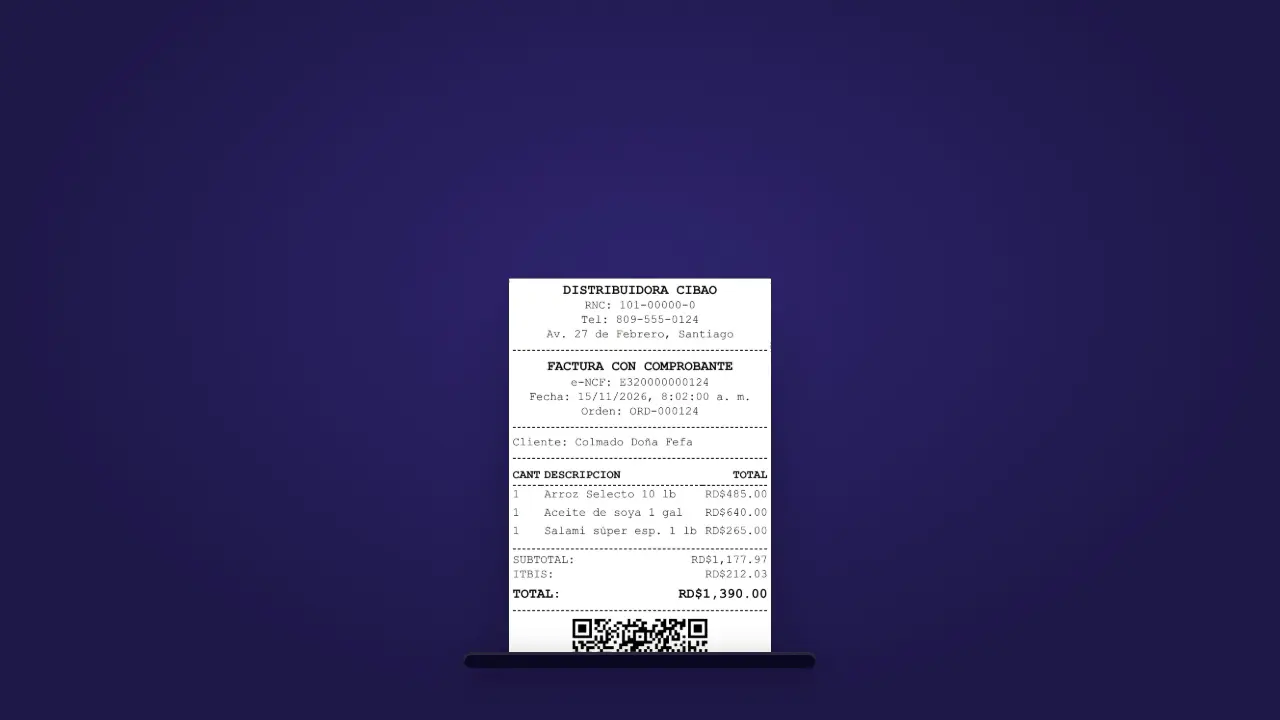 DISTRIBUIDORA CIBAO
RNC: 101-00000-0
Tel: 809-555-0124
Av. 27 de Febrero, Santiago
FACTURA CON COMPROBANTE
e-NCF: E320000000124
Fecha: 15/11/2026, 8:02:00 a. m.
Orden: ORD-000124
Cliente: Colmado Doña Fefa
CANT DESCRIPCION TOTAL
1 Arroz Selecto 10 lb RD$485.00
1 Aceite de soya 1 gal RD$640.00
1 Salami súper esp. 1 lb RD$265.00
SUBTOTAL: RD$1,177.97
ITBIS: RD$212.03
TOTAL: RD$1,390.00